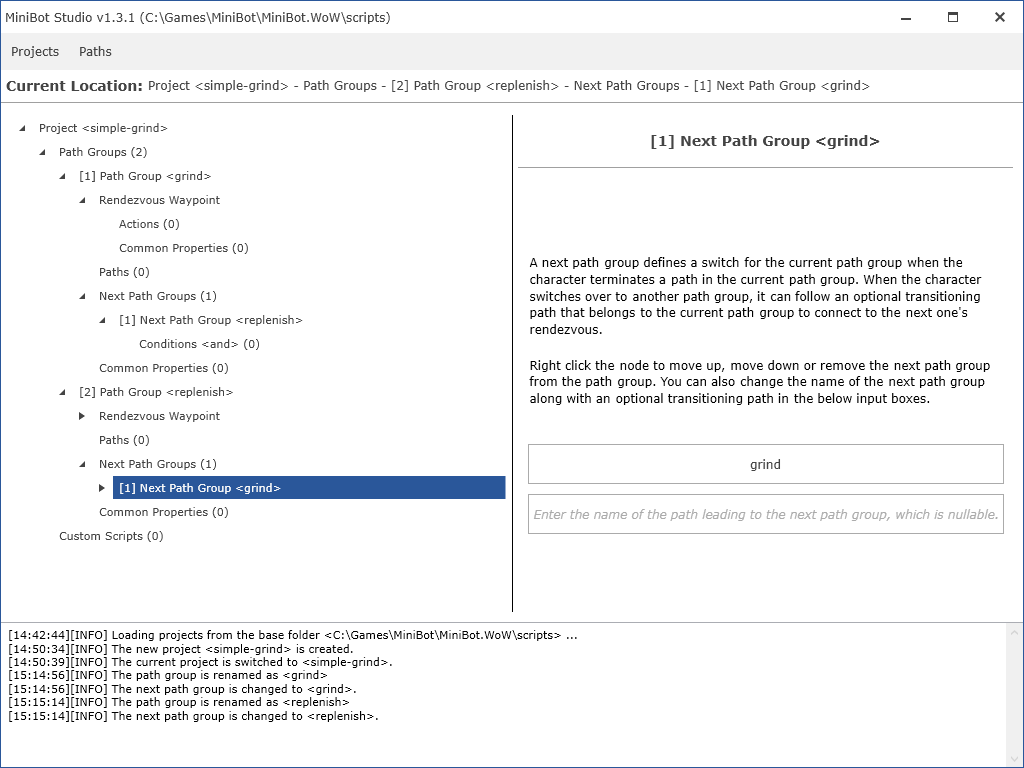 MiniBot Studio v1.3.1 (C:\Games\MiniBot\MiniBot.WoW\scripts)
Projects Paths
Current Location: Project <simple-grind> - Path Groups - [2] Path Group <replenish> - Next Path Groups - [1] Next Path Group <grind>
Project <simple-grind>
Path Groups (2)
[1] Path Group <grind>
Rendezvous Waypoint
Actions (0)
Common Properties (0)
Paths (0)
Next Path Groups (1)
[1] Next Path Group <replenish>
Conditions <and> (0)
Common Properties (0)
[2] Path Group <replenish>
Rendezvous Waypoint
Paths (0)
Next Path Groups (1)
[1] Next Path Group <grind>
Common Properties (0)
Custom Scripts (0)
[1] Next Path Group <grind>
A next path group defines a switch for the current path group when the
character terminates a path in the current path group. When the character
switches over to another path group, it can follow an optional transitioning
path that belongs to the current path group to connect to the next one's
rendezvous.
Right click the node to move up, move down or remove the next path group
from the path group. You can also change the name of the next path group
along with an optional transitioning path in the below input boxes.
grind
Enter the name of the path leading to the next path group, which is nullable.
[14:42:44][INFO] Loading projects from the base folder <C:\Games\MiniBot\MiniBot.WoW\scripts> ...
[14:50:34][INFO] The new project <simple-grind> is created.
[14:50:39][INFO] The current project is switched to <simple-grind>.
[15:14:56][INFO] The path group is renamed as <grind>
[15:14:56][INFO] The next path group is changed to <grind>.
[15:15:14][INFO] The path group is renamed as <replenish>
[15:15:14][INFO] The next path group is changed to <replenish>.